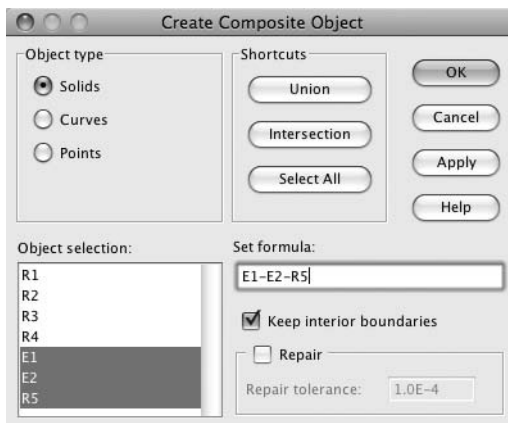 Create Composite Object
Object type
Solids
Curves
Points
Shortcuts
Union
Intersection
Select All
OK
Cancel
Apply
Help
Object selection:
R1
R2
R3
R4
E1
E2
R5
Set formula:
E1-E2-R5
Keep interior boundaries
Repair
Repair tolerance: 1.0E-4